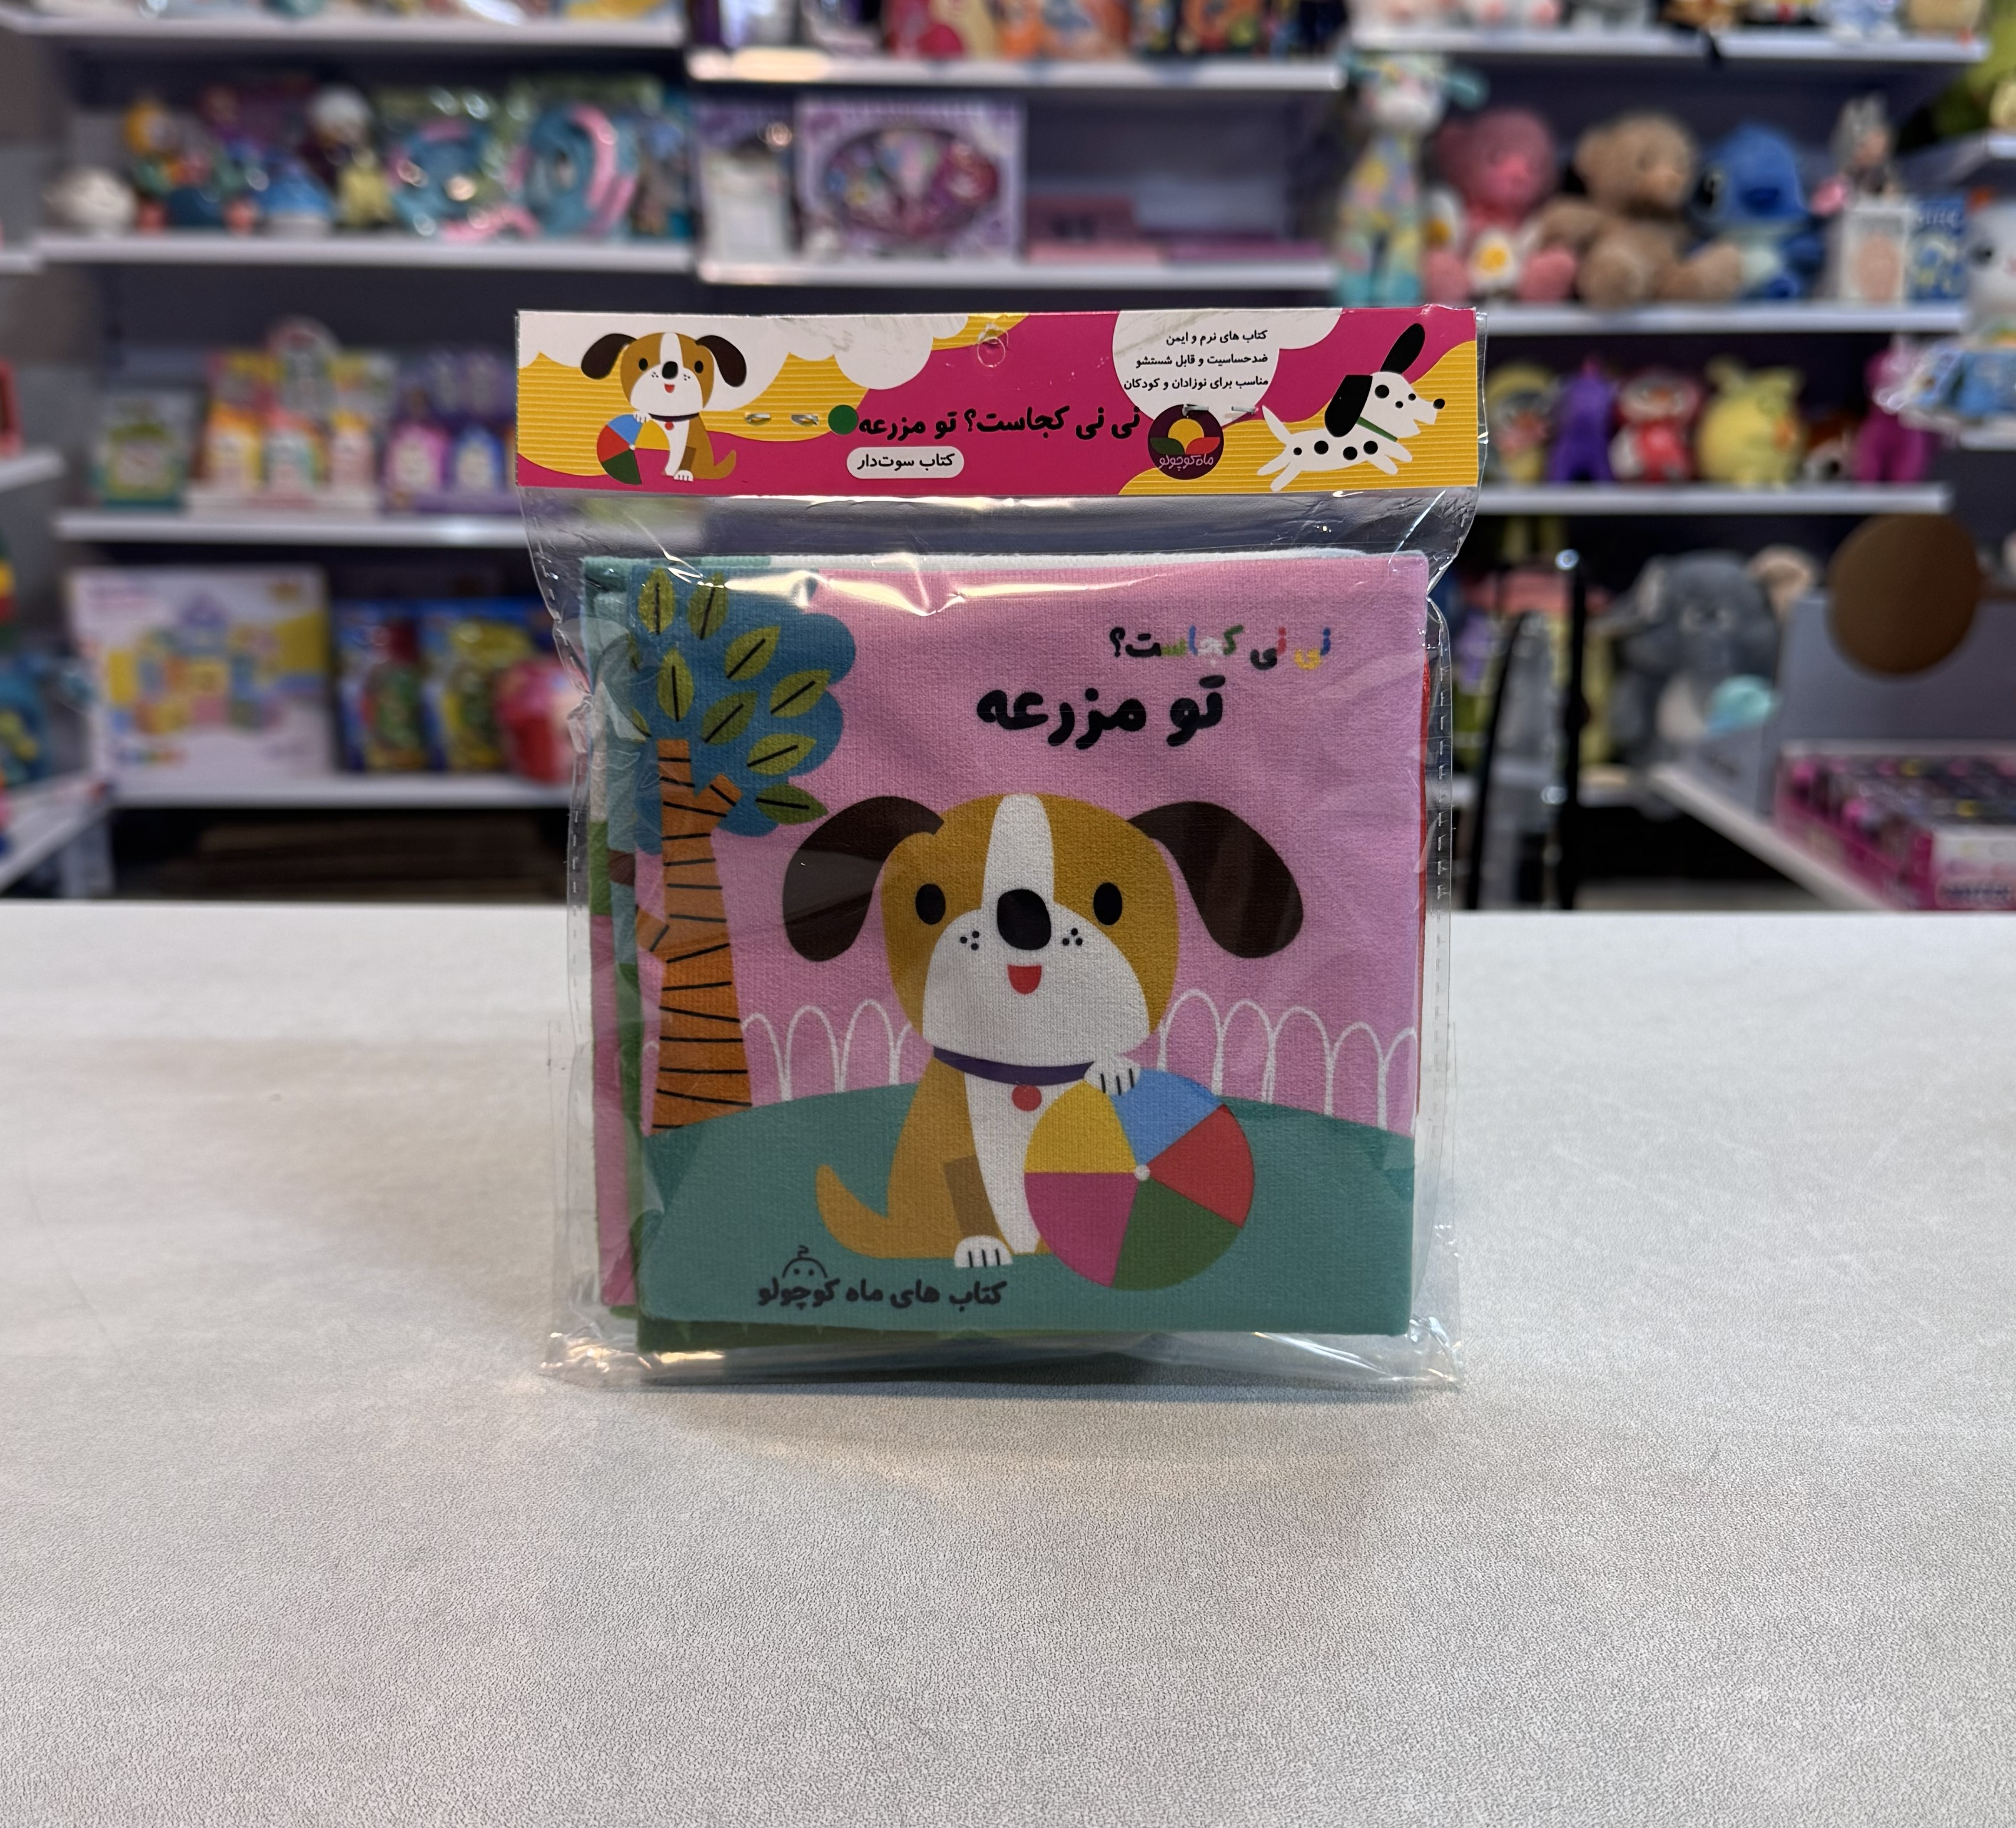 کتاب های نرم و ایمن
ضدحساسیت و قابل شستشو
مناسب برای نوزادان و کودکان
نی نی کجاست؟ تو مزرعه
ماه کوچولو
کتاب سوت‌دار
نی نی کجاست؟
تو مزرعه
کتاب های ماه کوچولو